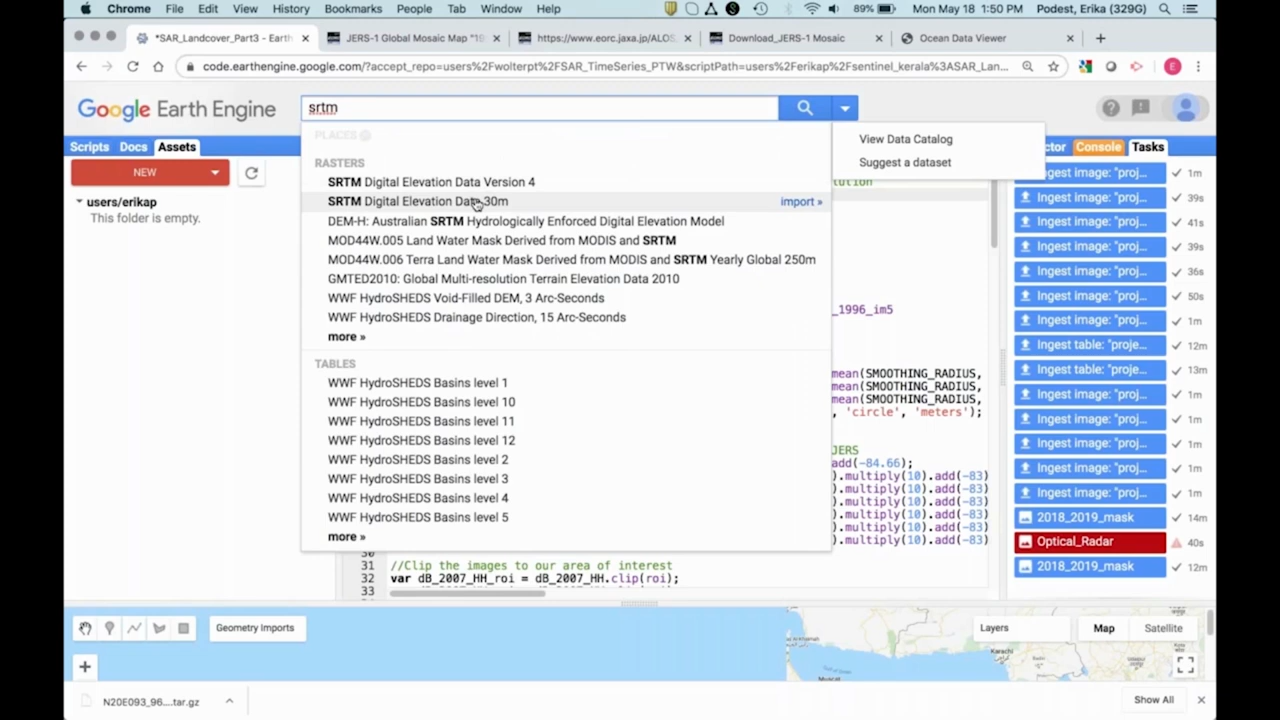 Chrome File Edit View History Bookmarks People Tab Window Help 89% Mon May 18 1:50 PM Podest, Erika (329G)
*SAR_Landcover_Part3 - Earth JERS-1 Global Mosaic Map "19 https://www.eorc.jaxa.jp/ALOS Download_JERS-1 Mosaic Ocean Data Viewer
code.earthengine.google.com/?accept_repo=users%2Fwolterpt%2FSAR_TimeSeries_PTW&scriptPath=users%2Ferikap%2Fsentinel_kerala%3ASAR_Lan... E
Google Earth Engine srtm
Scripts Docs Assets
NEW
users/erikap
This folder is empty.
PLACES
RASTERS
SRTM Digital Elevation Data Version 4
SRTM Digital Elevation Data 30m import »
DEM-H: Australian SRTM Hydrologically Enforced Digital Elevation Model
MOD44W.005 Land Water Mask Derived from MODIS and SRTM
MOD44W.006 Terra Land Water Mask Derived from MODIS and SRTM Yearly Global 250m
GMTED2010: Global Multi-resolution Terrain Elevation Data 2010
WWF HydroSHEDS Void-Filled DEM, 3 Arc-Seconds
WWF HydroSHEDS Drainage Direction, 15 Arc-Seconds
more »
TABLES
WWF HydroSHEDS Basins level 1
WWF HydroSHEDS Basins level 10
WWF HydroSHEDS Basins level 11
WWF HydroSHEDS Basins level 12
WWF HydroSHEDS Basins level 2
WWF HydroSHEDS Basins level 3
WWF HydroSHEDS Basins level 4
WWF HydroSHEDS Basins level 5
more »
View Data Catalog
Suggest a dataset
_1996_im5
mean(SMOOTHING_RADIUS,
mean(SMOOTHING_RADIUS,
mean(SMOOTHING_RADIUS,
, 'circle', 'meters');
JERS
add(-84.66);
).multiply(10).add(-83)
).multiply(10).add(-83)
).multiply(10).add(-83)
).multiply(10).add(-83)
).multiply(10).add(-83)
).multiply(10).add(-83)
30
31 //Clip the images to our area of interest
32 var dB_2007_HH_roi = dB_2007_HH.clip(roi);
33
ctor Console Tasks
Ingest image: "proj... 1m
Ingest image: "proj... 41s
Ingest image: "proj... 39s
Ingest image: "proj... 39s
Ingest image: "proj... 36s
Ingest image: "proj... 50s
Ingest image: "proj... 1m
Ingest table: "proje... 12m
Ingest table: "proje... 13m
Ingest image: "proj... 1m
Ingest image: "proj... 1m
Ingest image: "proj... 1m
Ingest image: "proj... 1m
Ingest image: "proj... 1m
2018_2019_mask 14m
Optical_Radar 40s
2018_2019_mask 12m
Geometry Imports
Layers Map Satellite
Karachi
Muscat
N20E093_96....tar.gz Show All